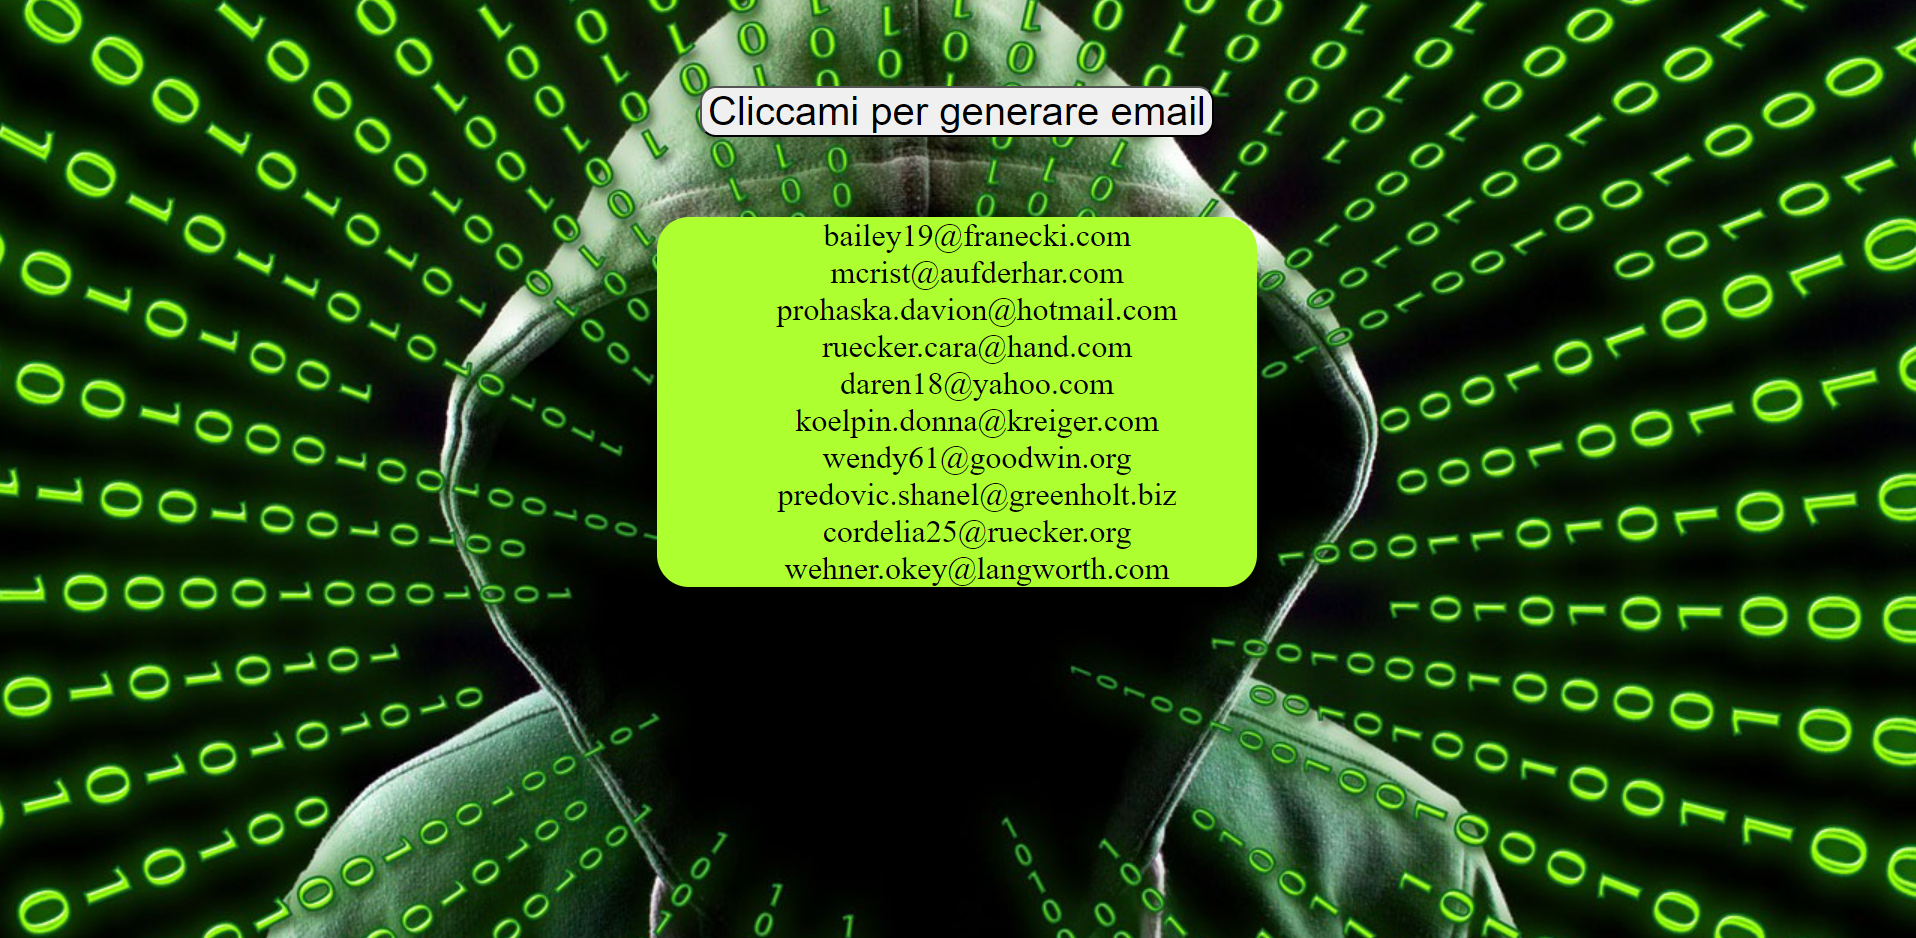 Cliccami per generare email
bailey19@franecki.com
mcrist@aufderhar.com
prohaska.davion@hotmail.com
ruecker.cara@hand.com
daren18@yahoo.com
koelpin.donna@kreiger.com
wendy61@goodwin.org
predovic.shanel@greenholt.biz
cordelia25@ruecker.org
wehner.okey@langworth.com